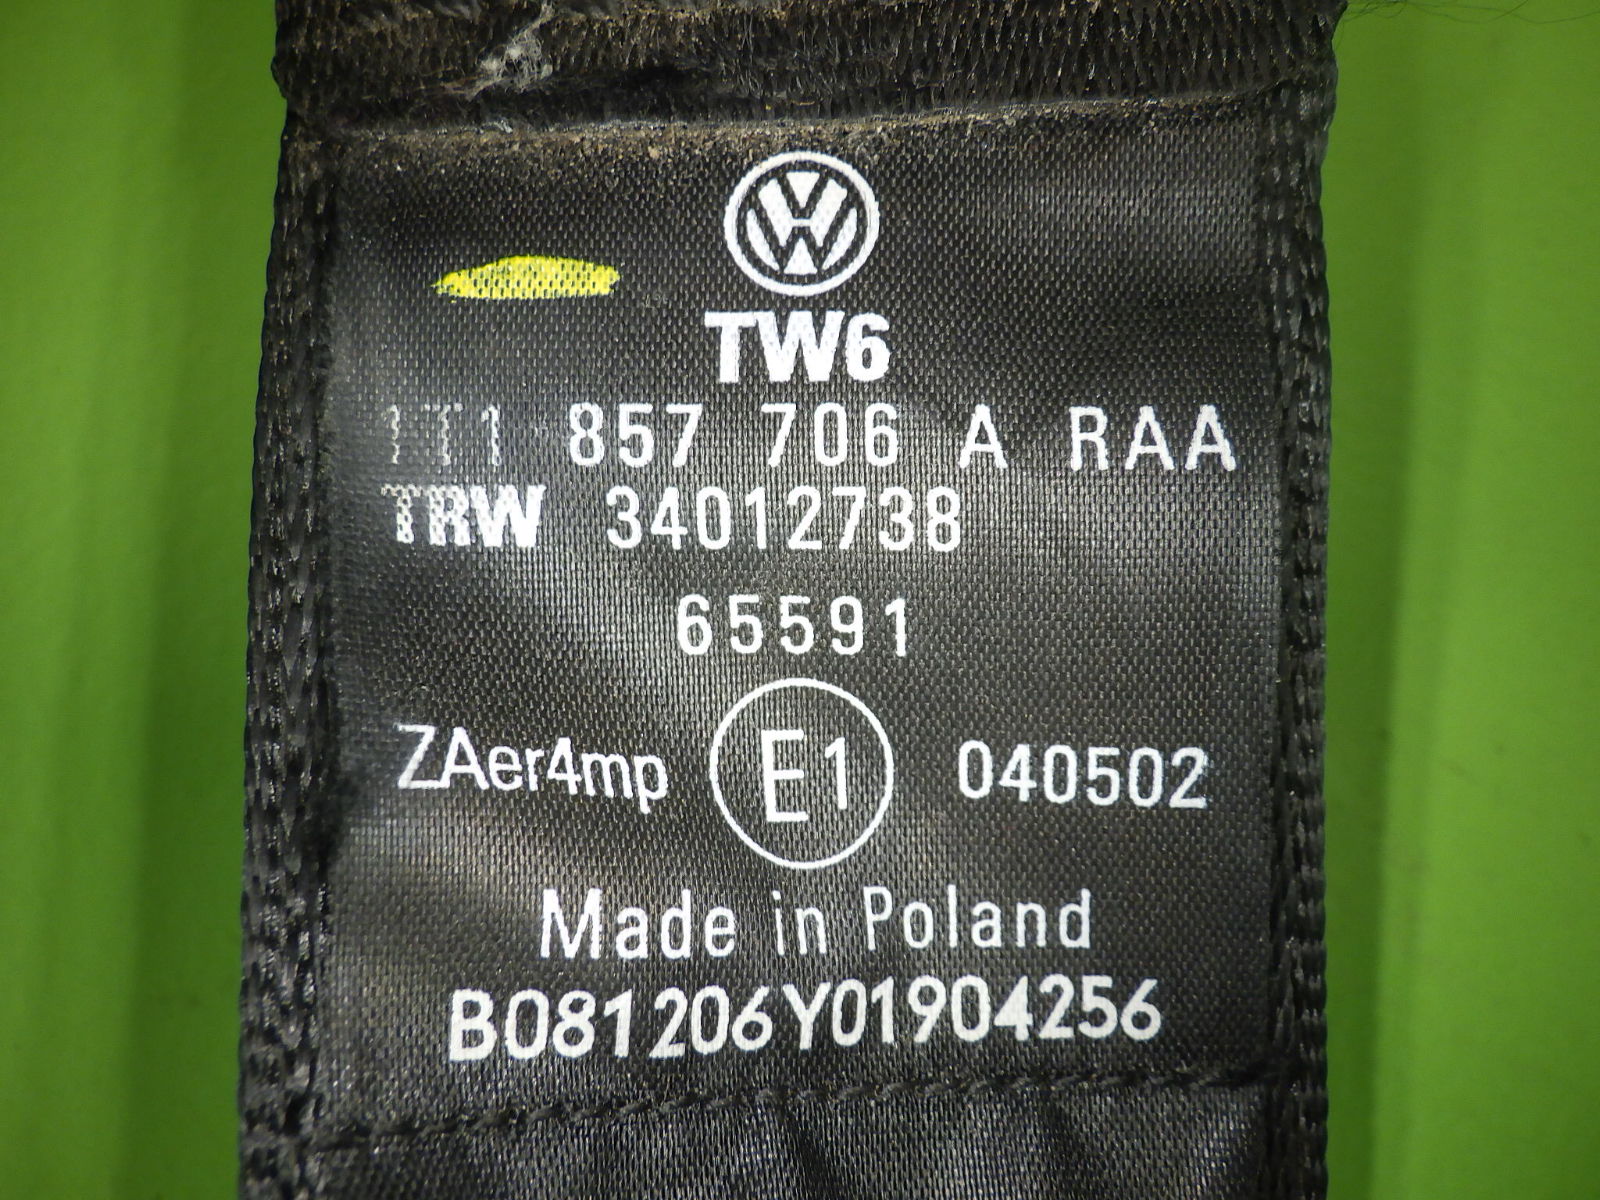 TW6
1T1 857 706 A RAA
TRW 34012738
65591
ZAer4mp E1 040502
Made in Poland
B081206Y01904256